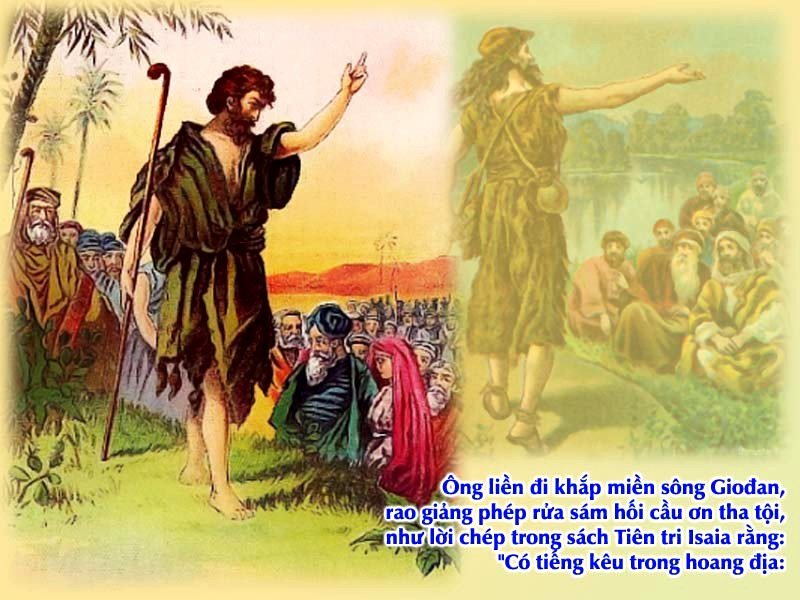 Ông liền đi khắp miền sông Giođan,
rao giảng phép rửa sám hối cầu ơn tha tội,
như lời chép trong sách Tiên tri Isaia rằng:
"Có tiếng kêu trong hoang địa: